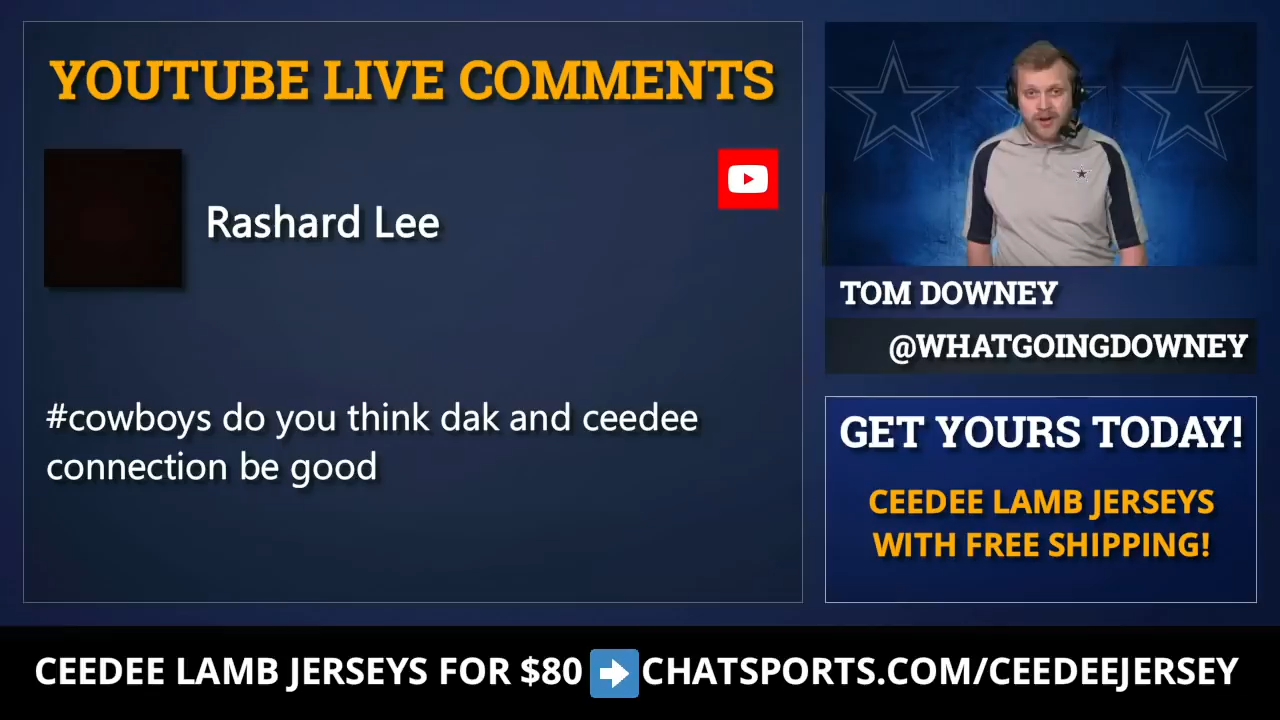 YOUTUBE LIVE COMMENTS
Rashard Lee
#cowboys do you think dak and ceedee
connection be good
TOM DOWNEY
@WHATGOINGDOWNEY
GET YOURS TODAY!
CEEDEE LAMB JERSEYS
WITH FREE SHIPPING!
CEEDEE LAMB JERSEYS FOR $80 ➡ CHATSPORTS.COM/CEEDEEJERSEY